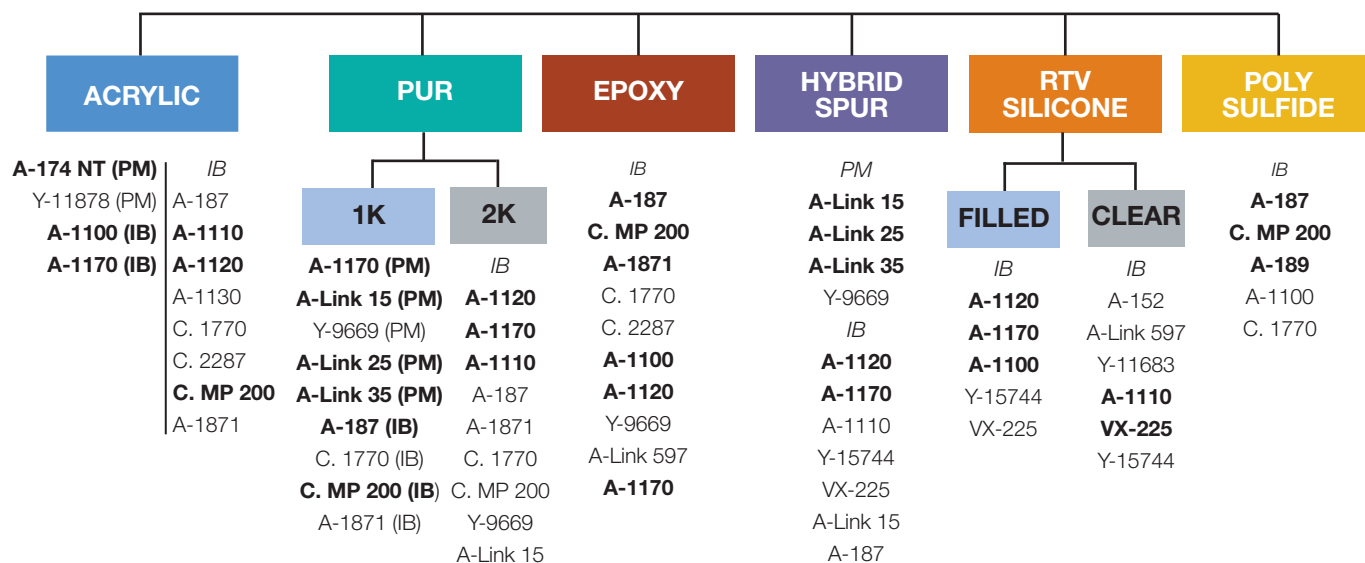 ACRYLIC
A-174 NT (PM)
Y-11878 (PM)
A-1100 (IB)
A-1170 (IB)
IB
A-187
A-1110
A-1120
A-1130
C. 1770
C. 2287
C. MP 200
A-1871
PUR
1K
A-1170 (PM)
A-Link 15 (PM)
Y-9669 (PM)
A-Link 25 (PM)
A-Link 35 (PM)
A-187 (IB)
C. 1770 (IB)
C. MP 200 (IB)
A-1871 (IB)
2K
IB
A-1120
A-1170
A-1110
A-187
A-1871
C. 1770
C. MP 200
Y-9669
A-Link 15
EPOXY
IB
A-187
C. MP 200
A-1871
C. 1770
C. 2287
A-1100
A-1120
Y-9669
A-Link 597
A-1170
HYBRID
SPUR
PM
A-Link 15
A-Link 25
A-Link 35
Y-9669
IB
A-1120
A-1170
A-1110
Y-15744
VX-225
A-Link 15
A-187
RTV
SILICONE
FILLED
IB
A-1120
A-1170
A-1100
Y-15744
VX-225
CLEAR
IB
A-152
A-Link 597
Y-11683
A-1110
VX-225
Y-15744
POLY
SULFIDE
IB
A-187
C. MP 200
A-189
A-1100
C. 1770